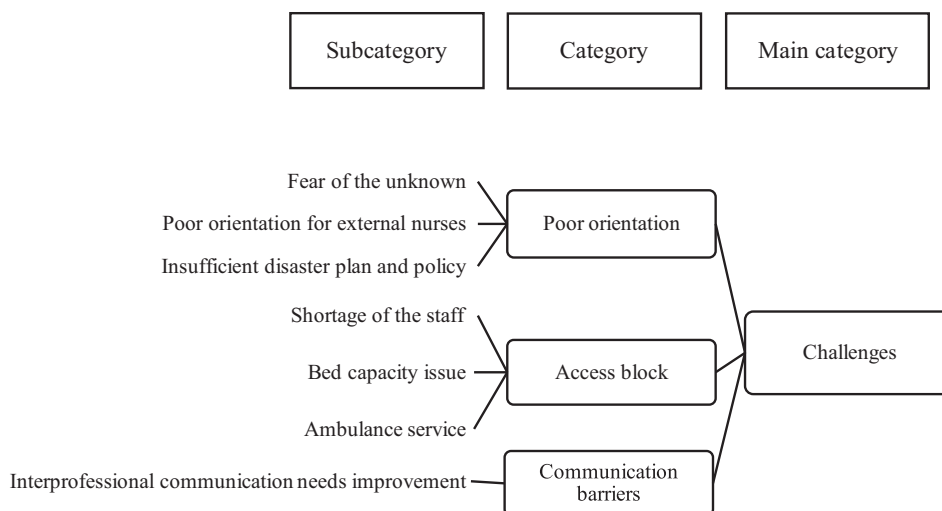 Subcategory Category Main category
Fear of the unknown
Poor orientation for external nurses Poor orientation
Insufficient disaster plan and policy
Shortage of the staff
Challenges
Bed capacity issue Access block
Ambulance service
Interprofessional communication needs improvement Communication
barriers